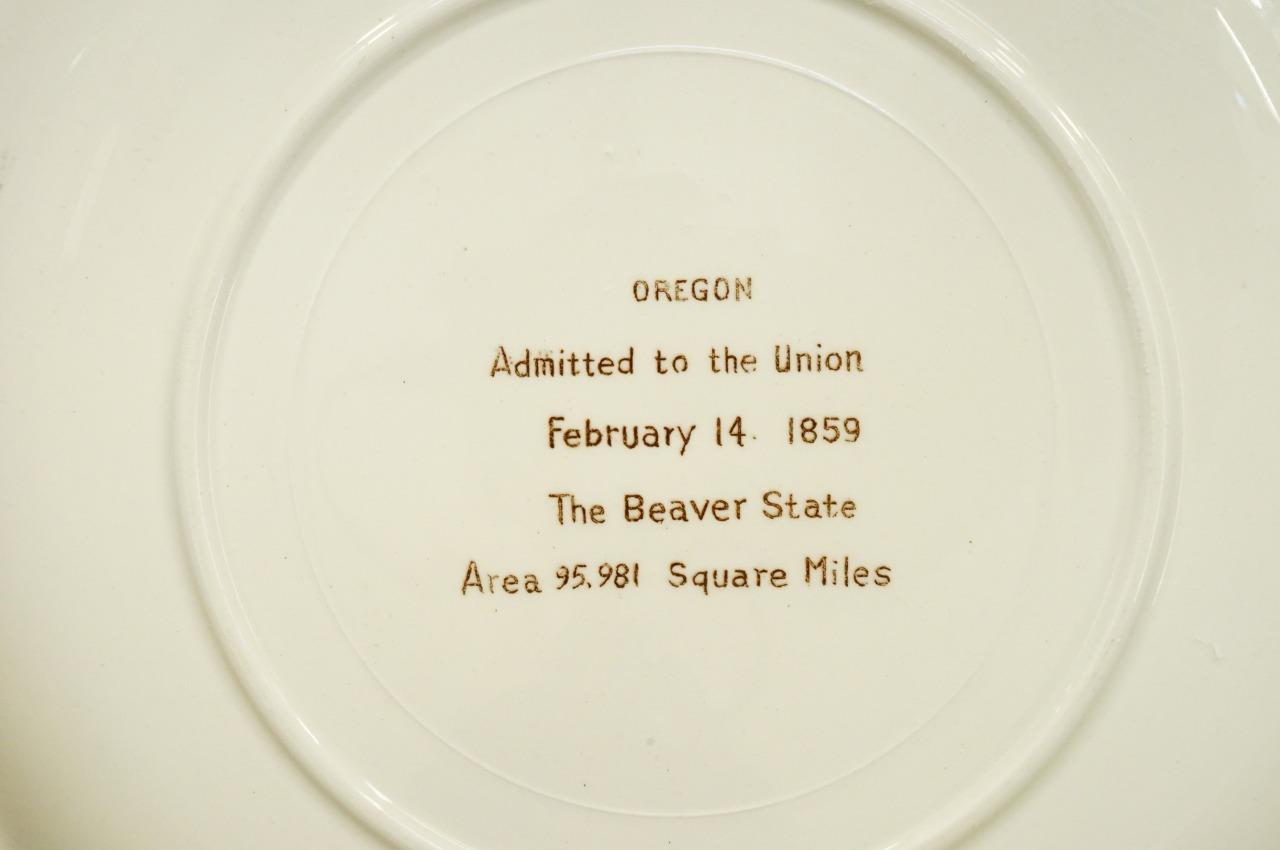 OREGON
Admitted to the Union
February 14. 1859
The Beaver State
Area 95.981 Square Miles